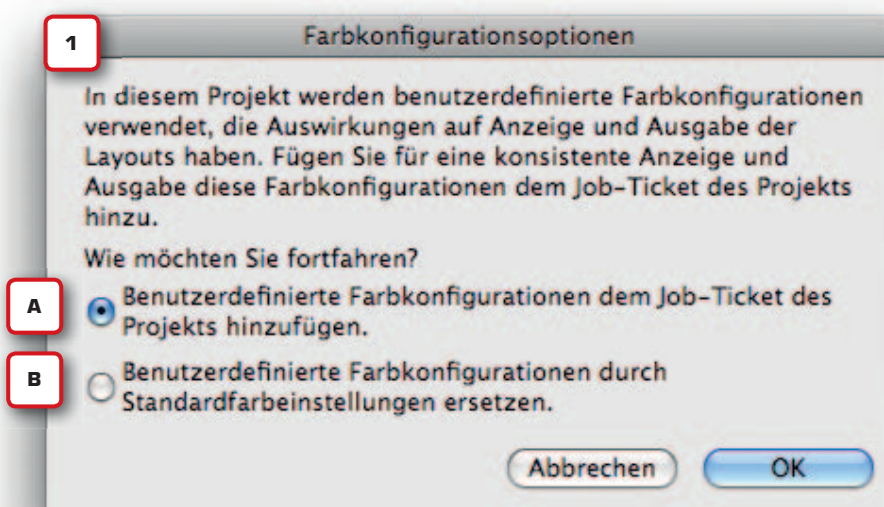 1
Farbkonfigurationsoptionen
In diesem Projekt werden benutzerdefinierte Farbkonfigurationen
verwendet, die Auswirkungen auf Anzeige und Ausgabe der
Layouts haben. Fügen Sie für eine konsistente Anzeige und
Ausgabe diese Farbkonfigurationen dem Job-Ticket des Projekts
hinzu.
Wie möchten Sie fortfahren?
A
Benutzerdefinierte Farbkonfigurationen dem Job-Ticket des
Projekts hinzufügen.
B
Benutzerdefinierte Farbkonfigurationen durch
Standardfarbeinstellungen ersetzen.
Abbrechen
OK